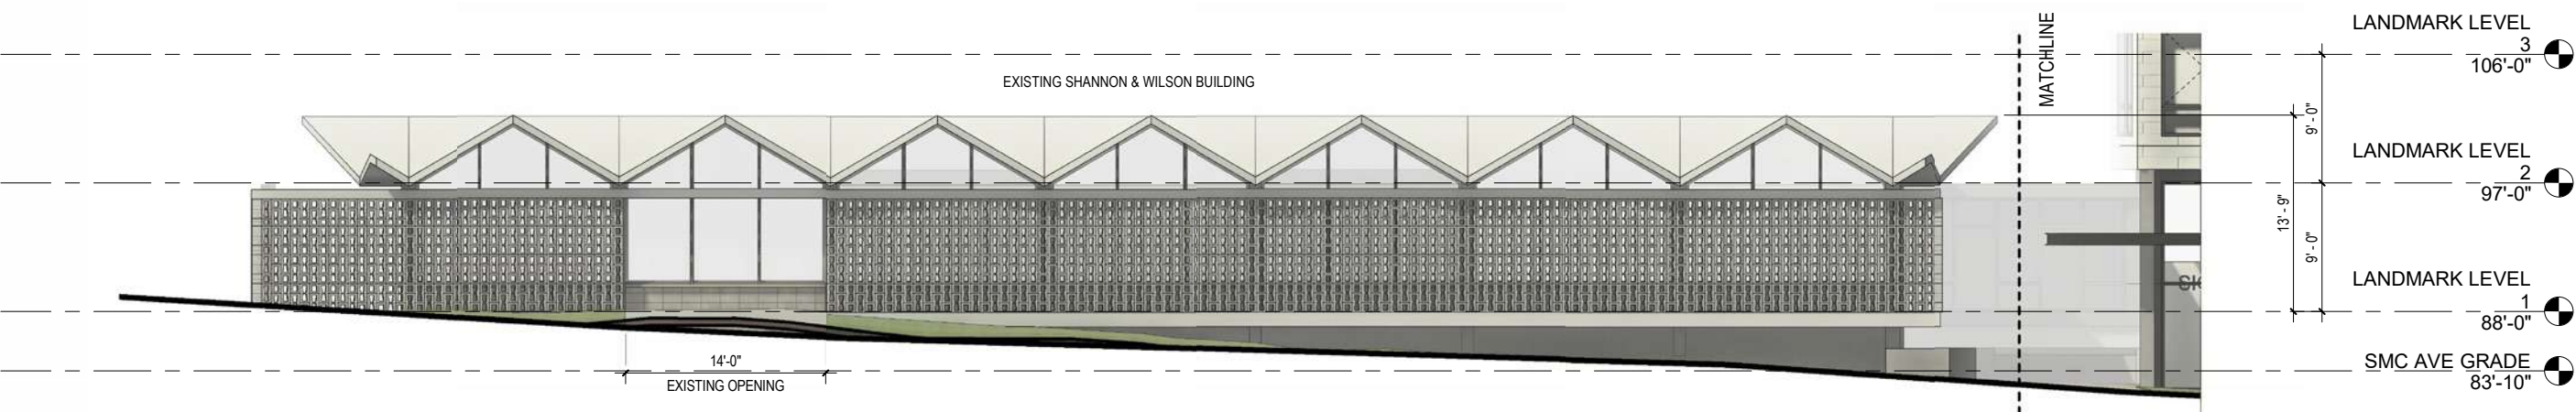 MATCHLINE
LANDMARK LEVEL
3
106'-0"
EXISTING SHANNON & WILSON BUILDING
9' - 0"
LANDMARK LEVEL
2
97'-0"
13' - 9"
9' - 0"
LANDMARK LEVEL
1
88'-0"
14'-0"
EXISTING OPENING
SMC AVE GRADE
83'-10"